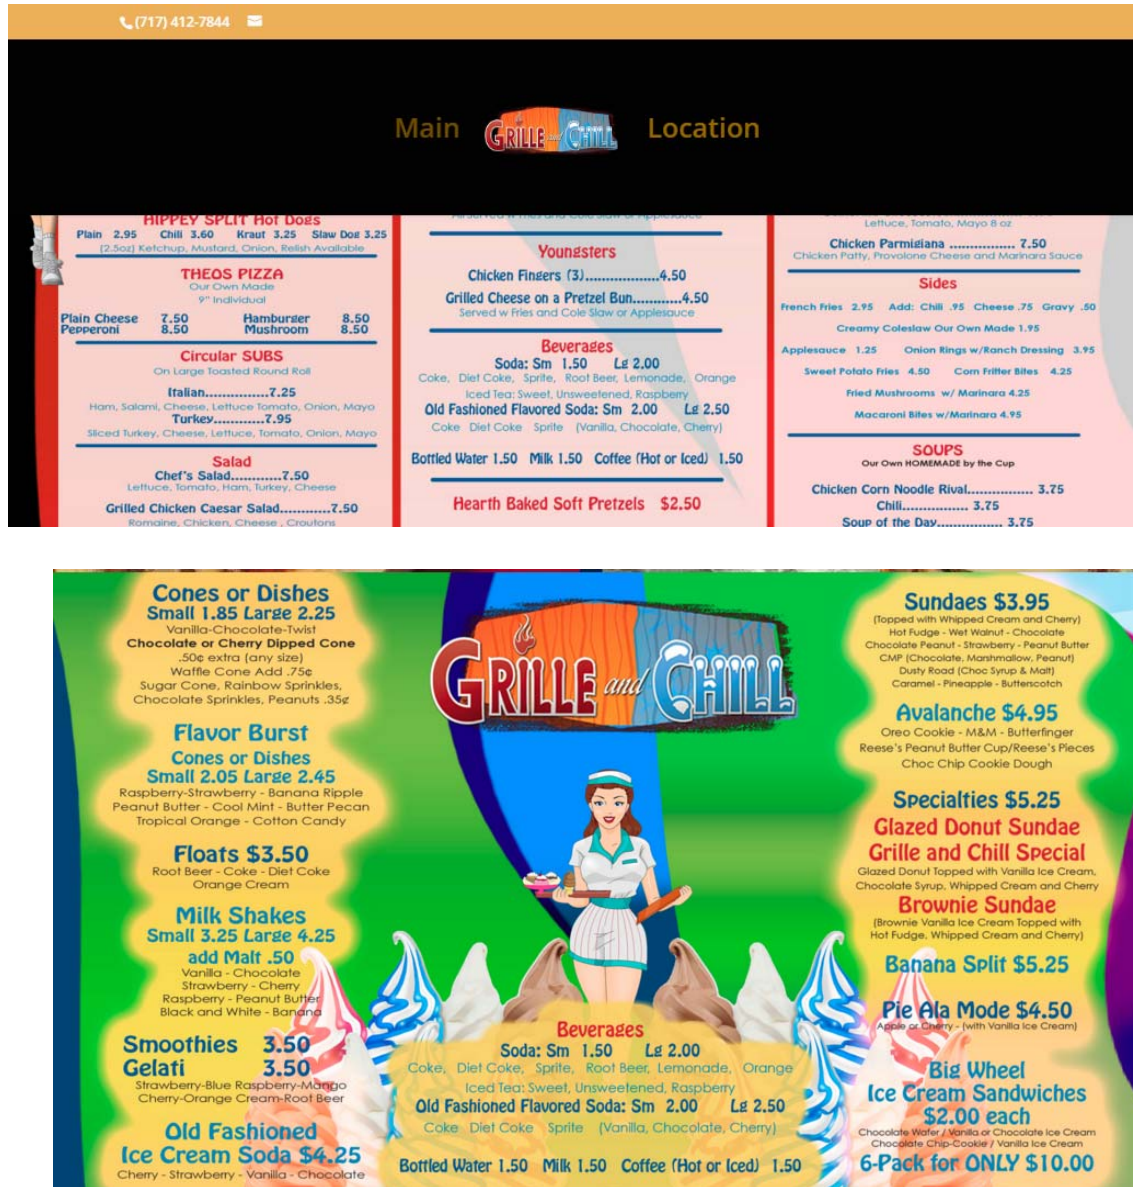 (717) 412-7844
Main
GRILLE and CHILL
Location
HIPPEY SPLIT Hot Dogs
Plain 2.95 Chili 3.60 Kraut 3.25 Slaw Dog 3.25
(2.5oz) Ketchup, Mustard, Onion, Relish Available
THEOS PIZZA
Our Own Made
9" Individual
Plain Cheese 7.50 Hamburger 8.50
Pepperoni 8.50 Mushroom 8.50
Circular SUBS
On Large Toasted Round Roll
Italian...............7.25
Ham, Salami, Cheese, Lettuce Tomato, Onion, Mayo
Turkey............7.95
Sliced Turkey, Cheese, Lettuce, Tomato, Onion, Mayo
Salad
Chef's Salad............7.50
Lettuce, Tomato, Ham, Turkey, Cheese
Grilled Chicken Caesar Salad............7.50
Romaine, Chicken, Cheese , Croutons
All served w Fries and Cole Slaw or Applesauce
Youngsters
Chicken Fingers (3)...................4.50
Grilled Cheese on a Pretzel Bun............4.50
Served w Fries and Cole Slaw or Applesauce
Beverages
Soda: Sm 1.50 Lg 2.00
Coke, Diet Coke, Sprite, Root Beer, Lemonade, Orange
Iced Tea: Sweet, Unsweetened, Raspberry
Old Fashioned Flavored Soda: Sm 2.00 Lg 2.50
Coke Diet Coke Sprite (Vanilla, Chocolate, Cherry)
Bottled Water 1.50 Milk 1.50 Coffee (Hot or Iced) 1.50
Hearth Baked Soft Pretzels $2.50
Lettuce, Tomato, Mayo 8 oz
Chicken Parmigiana ................ 7.50
Chicken Patty, Provolone Cheese and Marinara Sauce
Sides
French Fries 2.95 Add: Chili .95 Cheese .75 Gravy .50
Creamy Coleslaw Our Own Made 1.95
Applesauce 1.25 Onion Rings w/Ranch Dressing 3.95
Sweet Potato Fries 4.50 Corn Fritter Bites 4.25
Fried Mushrooms w/ Marinara 4.25
Macaroni Bites w/Marinara 4.95
SOUPS
Our Own HOMEMADE by the Cup
Chicken Corn Noodle Rival................ 3.75
Chili................ 3.75
Soup of the Day................ 3.75
Cones or Dishes
Small 1.85 Large 2.25
Vanilla-Chocolate-Twist
Chocolate or Cherry Dipped Cone
.50¢ extra (any size)
Waffle Cone Add .75¢
Sugar Cone, Rainbow Sprinkles,
Chocolate Sprinkles, Peanuts .35¢
Flavor Burst
Cones or Dishes
Small 2.05 Large 2.45
Raspberry-Strawberry - Banana Ripple
Peanut Butter - Cool Mint - Butter Pecan
Tropical Orange - Cotton Candy
Floats $3.50
Root Beer - Coke - Diet Coke
Orange Cream
Milk Shakes
Small 3.25 Large 4.25
add Malt .50
Vanilla - Chocolate
Strawberry - Cherry
Raspberry - Peanut Butter
Black and White - Banana
Smoothies 3.50
Gelati 3.50
Strawberry-Blue Raspberry-Mango
Cherry-Orange Cream-Root Beer
Old Fashioned
Ice Cream Soda $4.25
Cherry - Strawberry - Vanilla - Chocolate
GRILLE and CHILL
Beverages
Soda: Sm 1.50 Lg 2.00
Coke, Diet Coke, Sprite, Root Beer, Lemonade, Orange
Iced Tea: Sweet, Unsweetened, Raspberry
Old Fashioned Flavored Soda: Sm 2.00 Lg 2.50
Coke Diet Coke Sprite (Vanilla, Chocolate, Cherry)
Bottled Water 1.50 Milk 1.50 Coffee (Hot or Iced) 1.50
Sundaes $3.95
(Topped with Whipped Cream and Cherry)
Hot Fudge - Wet Walnut - Chocolate
Chocolate Peanut - Strawberry - Peanut Butter
CMP (Chocolate, Marshmallow, Peanut)
Dusty Road (Choc Syrup & Malt)
Caramel - Pineapple - Butterscotch
Avalanche $4.95
Oreo Cookie - M&M - Butterfinger
Reese's Peanut Butter Cup/Reese's Pieces
Choc Chip Cookie Dough
Specialties $5.25
Glazed Donut Sundae
Grille and Chill Special
Glazed Donut Topped with Vanilla Ice Cream,
Chocolate Syrup, Whipped Cream and Cherry
Brownie Sundae
(Brownie Vanilla Ice Cream Topped with
Hot Fudge, Whipped Cream and Cherry)
Banana Split $5.25
Pie Ala Mode $4.50
Apple or Cherry - (with Vanilla Ice Cream)
Big Wheel
Ice Cream Sandwiches
$2.00 each
Chocolate Wafer / Vanilla or Chocolate Ice Cream
Chocolate Chip-Cookie / Vanilla Ice Cream
6-Pack for ONLY $10.00